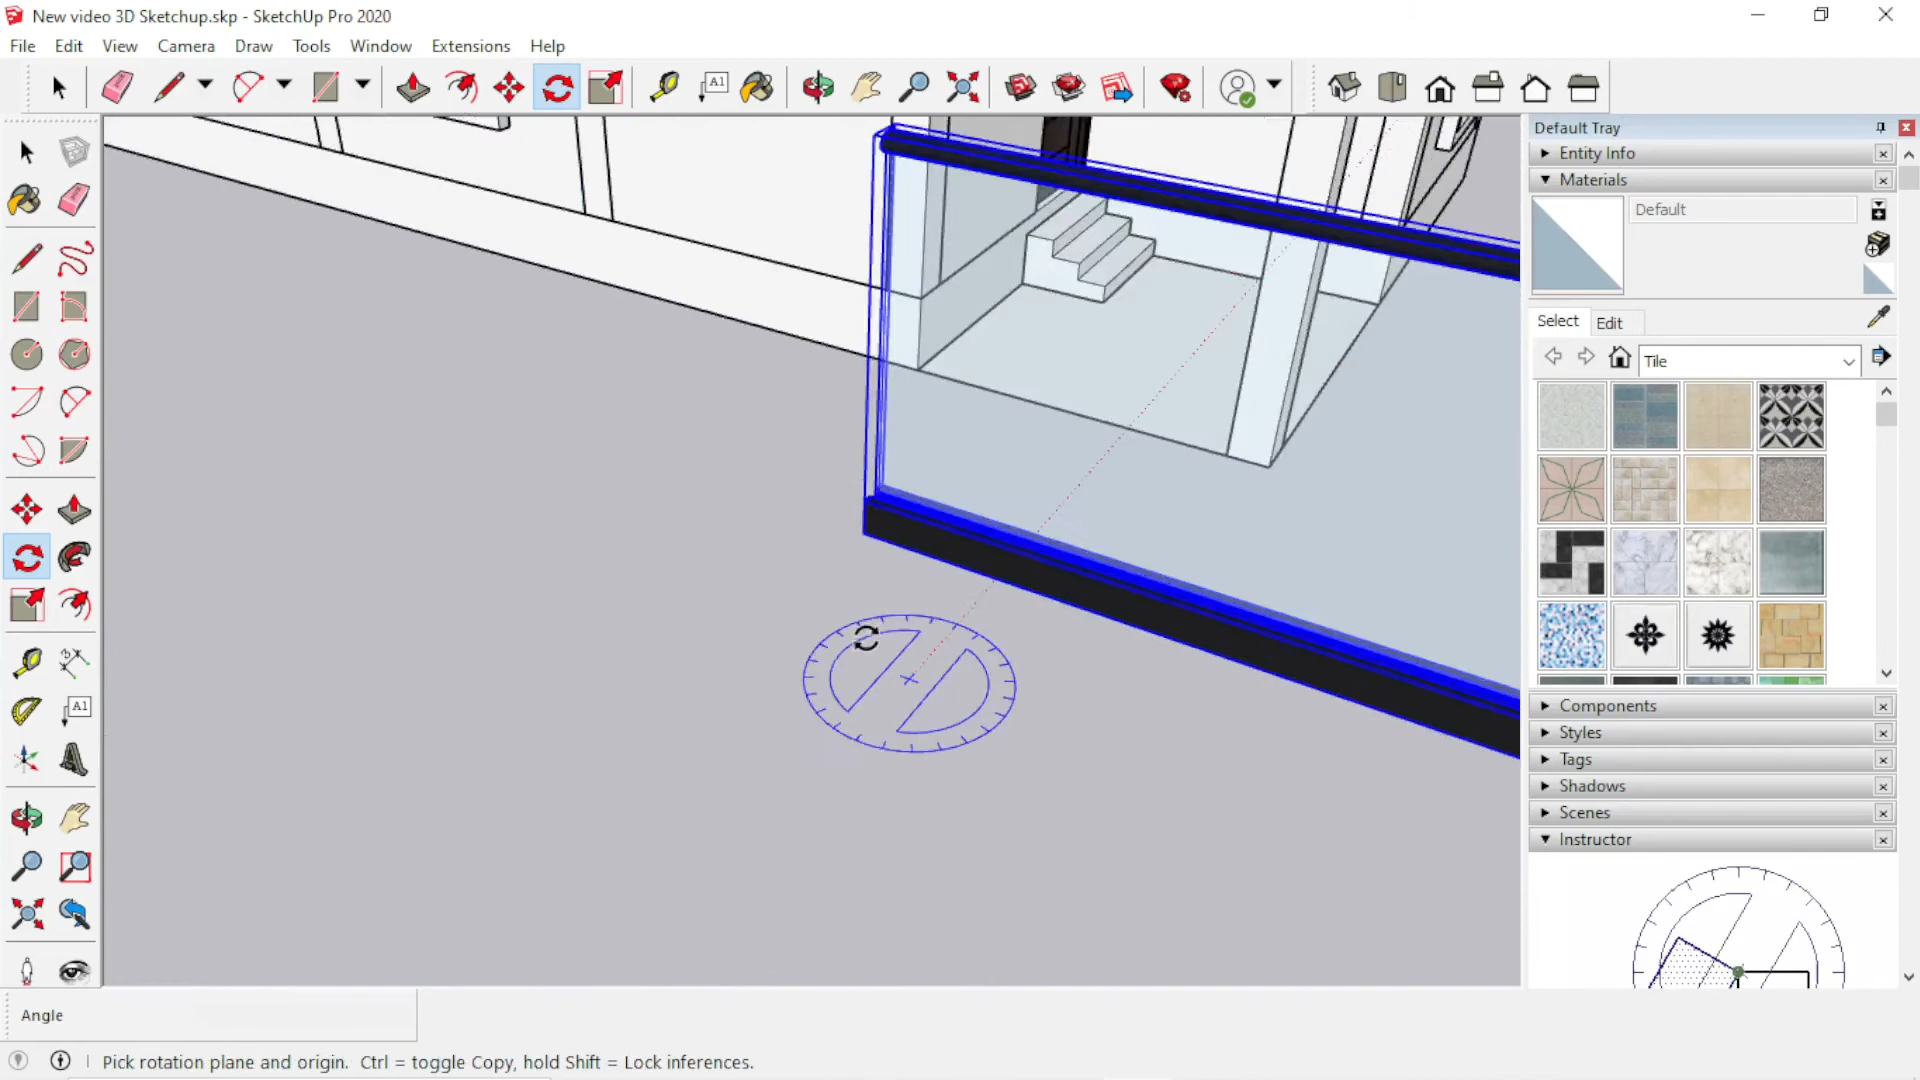 New video 3D Sketchup.skp - SketchUp Pro 2020
File Edit View Camera Draw Tools Window Extensions Help
A1
Default Tray
Entity Info
Materials
Default
Select Edit
Tile
A1
Components
Styles
Tags
Shadows
Scenes
Instructor
Angle
Pick rotation plane and origin. Ctrl = toggle Copy, hold Shift = Lock inferences.